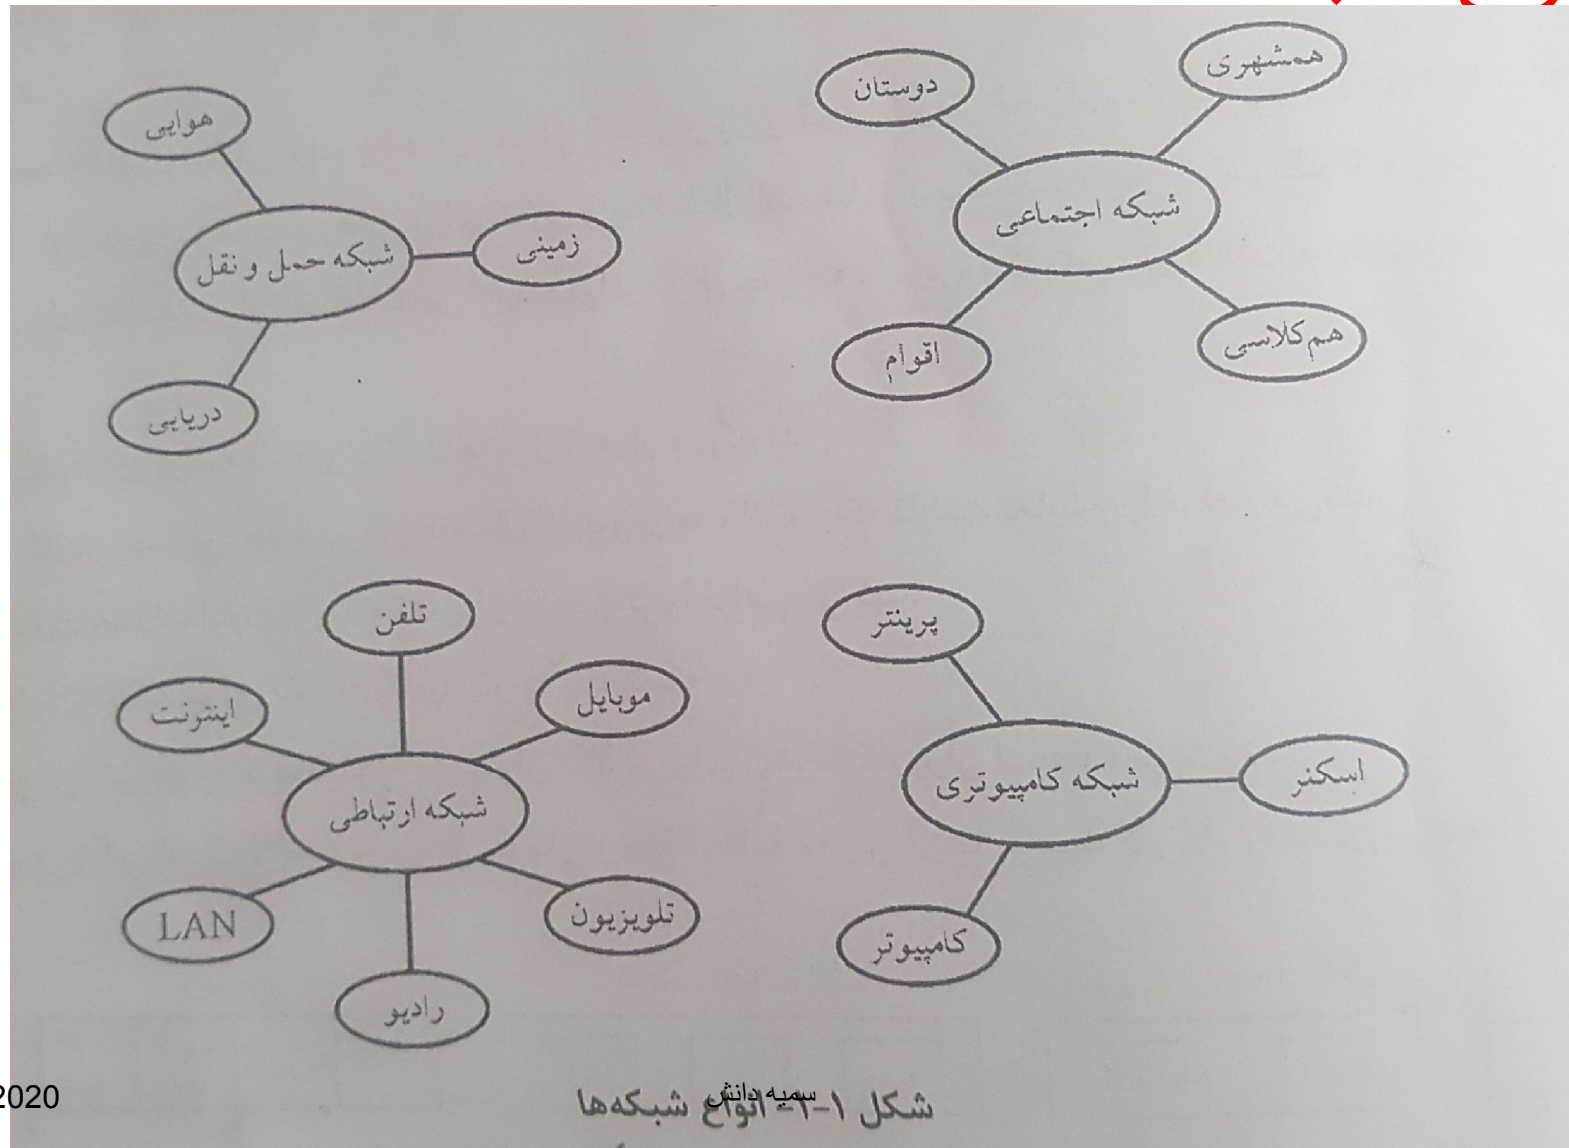 همشهری
دوستان
شبکه اجتماعی
هم‌کلاسی
اقوام
هوایی
زمینی
شبکه حمل و نقل
دریایی
پرینتر
اسکنر
شبکه کامپیوتری
کامپیوتر
تلفن
موبایل
اینترنت
شبکه ارتباطی
تلویزیون
LAN
رادیو
شکل ۱-۱- انواع شبکه‌ها
سمیه دانش
2020